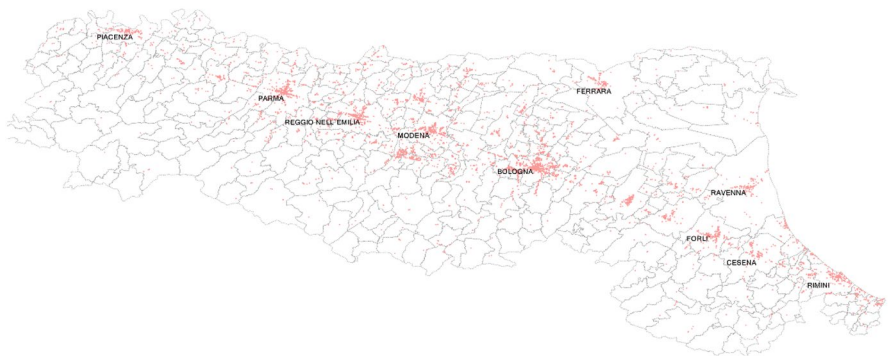 PIACENZA
PARMA
FERRARA
REGGIO NELL'EMILIA
MODENA
BOLOGNA
RAVENNA
FORLI'
CESENA
RIMINI